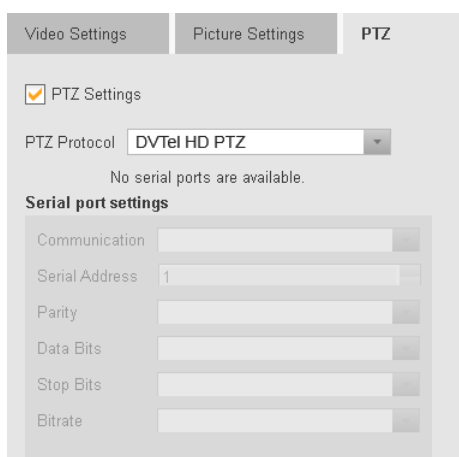 Video Settings Picture Settings PTZ
PTZ Settings
PTZ Protocol DVTel HD PTZ
No serial ports are available.
Serial port settings
Communication
Serial Address 1
Parity
Data Bits
Stop Bits
Bitrate